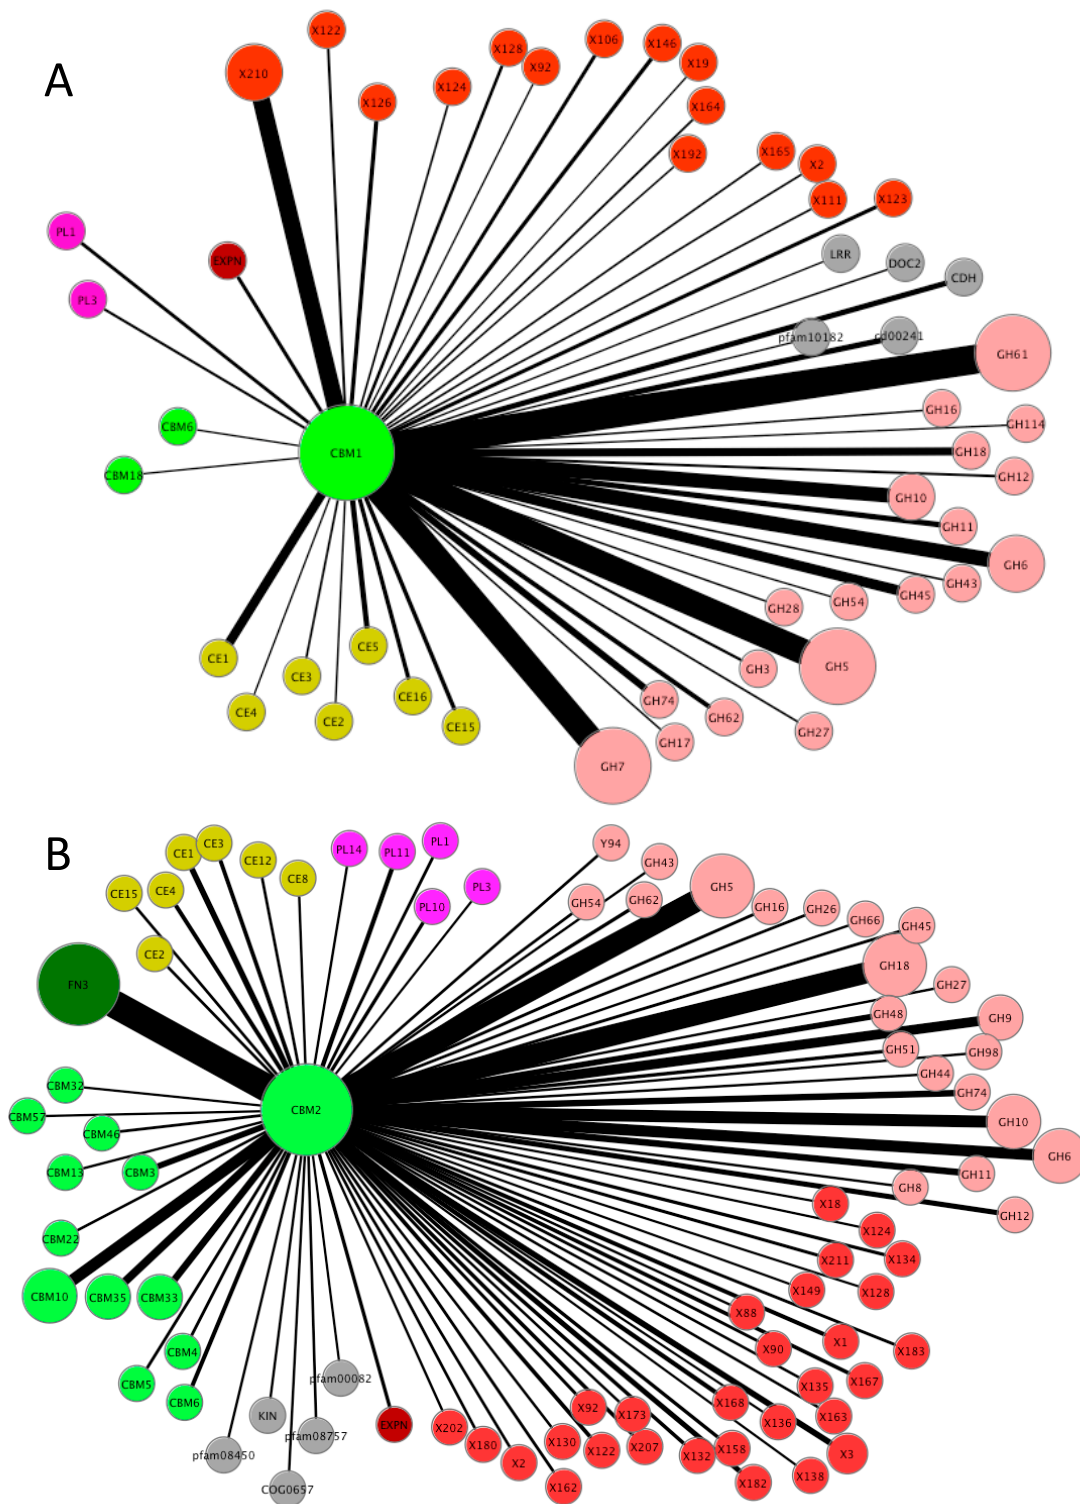 A
X122
X210
X126
X124
X128
X92
X106
X146
X19
X164
X192
X165
X2
X111
X123
PL1
EXPN
PL3
LRR
DOC2
CDH
pfam10182
cd00241
GH61
CBM6
CBM18
CBM1
GH16
GH114
GH18
GH12
GH10
GH11
GH6
GH43
GH45
GH54
GH28
GH5
GH3
GH74
GH62
GH27
GH17
GH7
CE1
CE4
CE3
CE2
CE5
CE16
CE15
B
CE1
CE3
CE12
CE8
CE15
CE4
CE2
PL14
PL11
PL1
PL10
PL3
Y94
GH43
GH54
GH62
GH5
GH16
GH26
GH66
GH45
GH18
GH27
GH48
GH9
GH51
GH98
GH44
GH74
GH10
GH6
GH11
GH8
GH12
FN3
CBM2
CBM32
CBM57
CBM46
CBM13
CBM3
CBM22
CBM10
CBM35
CBM33
CBM4
CBM5
CBM6
pfam00082
KIN
pfam08757
pfam08450
COG0657
EXPN
X18
X124
X134
X211
X149
X128
X88
X1
X183
X90
X167
X135
X163
X168
X136
X3
X138
X158
X182
X132
X173
X207
X92
X122
X130
X162
X2
X180
X202